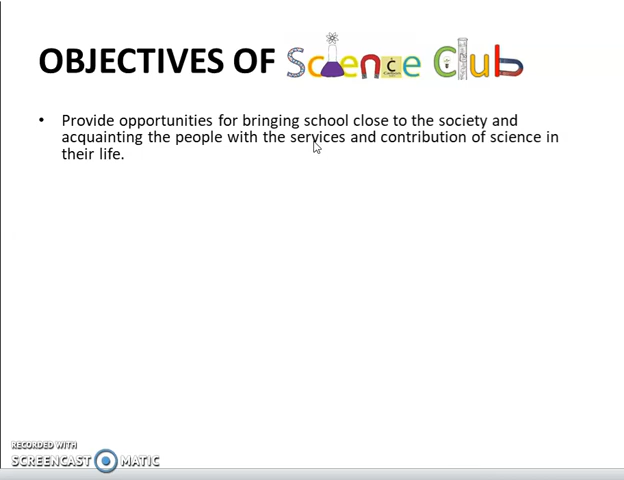 OBJECTIVES OF Science Club
• Provide opportunities for bringing school close to the society and
acquainting the people with the services and contribution of science in
their life.
RECORDED WITH
SCREENCAST MATIC